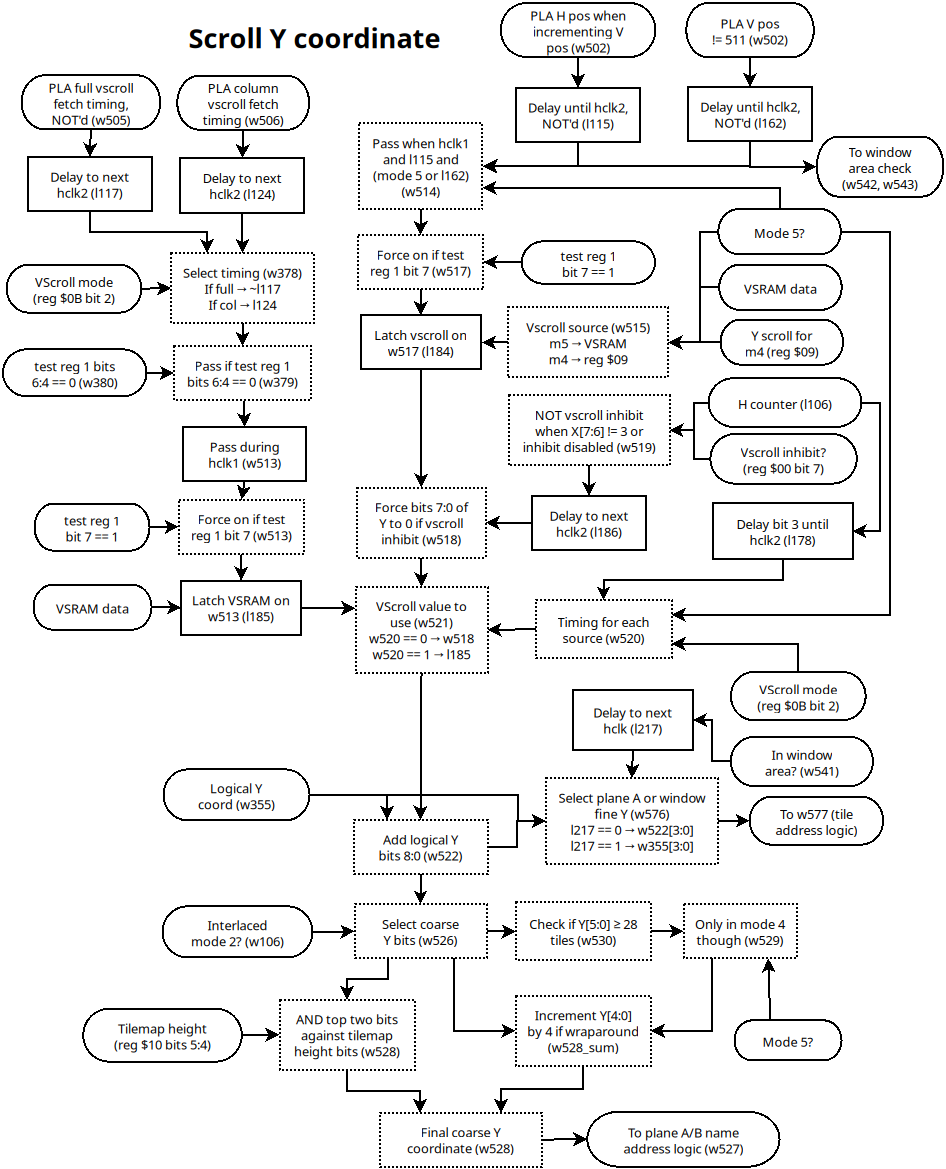 Scroll Y coordinate
PLA H pos when
incrementing V
pos (w502)
PLA V pos
!= 511 (w502)
PLA full vscroll
fetch timing,
NOT'd (w505)
PLA column
vscroll fetch
timing (w506)
Delay until hclk2,
NOT'd (l115)
Delay until hclk2,
NOT'd (l162)
Pass when hclk1
and l115 and
(mode 5 or l162)
(w514)
To window
area check
(w542, w543)
Delay to next
hclk2 (l117)
Delay to next
hclk2 (l124)
Mode 5?
Select timing (w378)
If full → ~l117
If col → l124
Force on if test
reg 1 bit 7 (w517)
test reg 1
bit 7 == 1
VScroll mode
(reg $0B bit 2)
VSRAM data
Latch vscroll on
w517 (l184)
Vscroll source (w515)
m5 → VSRAM
m4 → reg $09
Y scroll for
m4 (reg $09)
test reg 1 bits
6:4 == 0 (w380)
Pass if test reg 1
bits 6:4 == 0 (w379)
H counter (l106)
NOT vscroll inhibit
when X[7:6] != 3 or
inhibit disabled (w519)
Pass during
hclk1 (w513)
Vscroll inhibit?
(reg $00 bit 7)
test reg 1
bit 7 == 1
Force on if test
reg 1 bit 7 (w513)
Force bits 7:0 of
Y to 0 if vscroll
inhibit (w518)
Delay to next
hclk2 (l186)
Delay bit 3 until
hclk2 (l178)
VSRAM data
Latch VSRAM on
w513 (l185)
VScroll value to
use (w521)
w520 == 0 → w518
w520 == 1 → l185
Timing for each
source (w520)
VScroll mode
(reg $0B bit 2)
Delay to next
hclk (l217)
In window
area? (w541)
Logical Y
coord (w355)
Select plane A or window
fine Y (w576)
l217 == 0 → w522[3:0]
l217 == 1 → w355[3:0]
To w577 (tile
address logic)
Add logical Y
bits 8:0 (w522)
Interlaced
mode 2? (w106)
Select coarse
Y bits (w526)
Check if Y[5:0] ≥ 28
tiles (w530)
Only in mode 4
though (w529)
Tilemap height
(reg $10 bits 5:4)
AND top two bits
against tilemap
height bits (w528)
Increment Y[4:0]
by 4 if wraparound
(w528_sum)
Mode 5?
Final coarse Y
coordinate (w528)
To plane A/B name
address logic (w527)